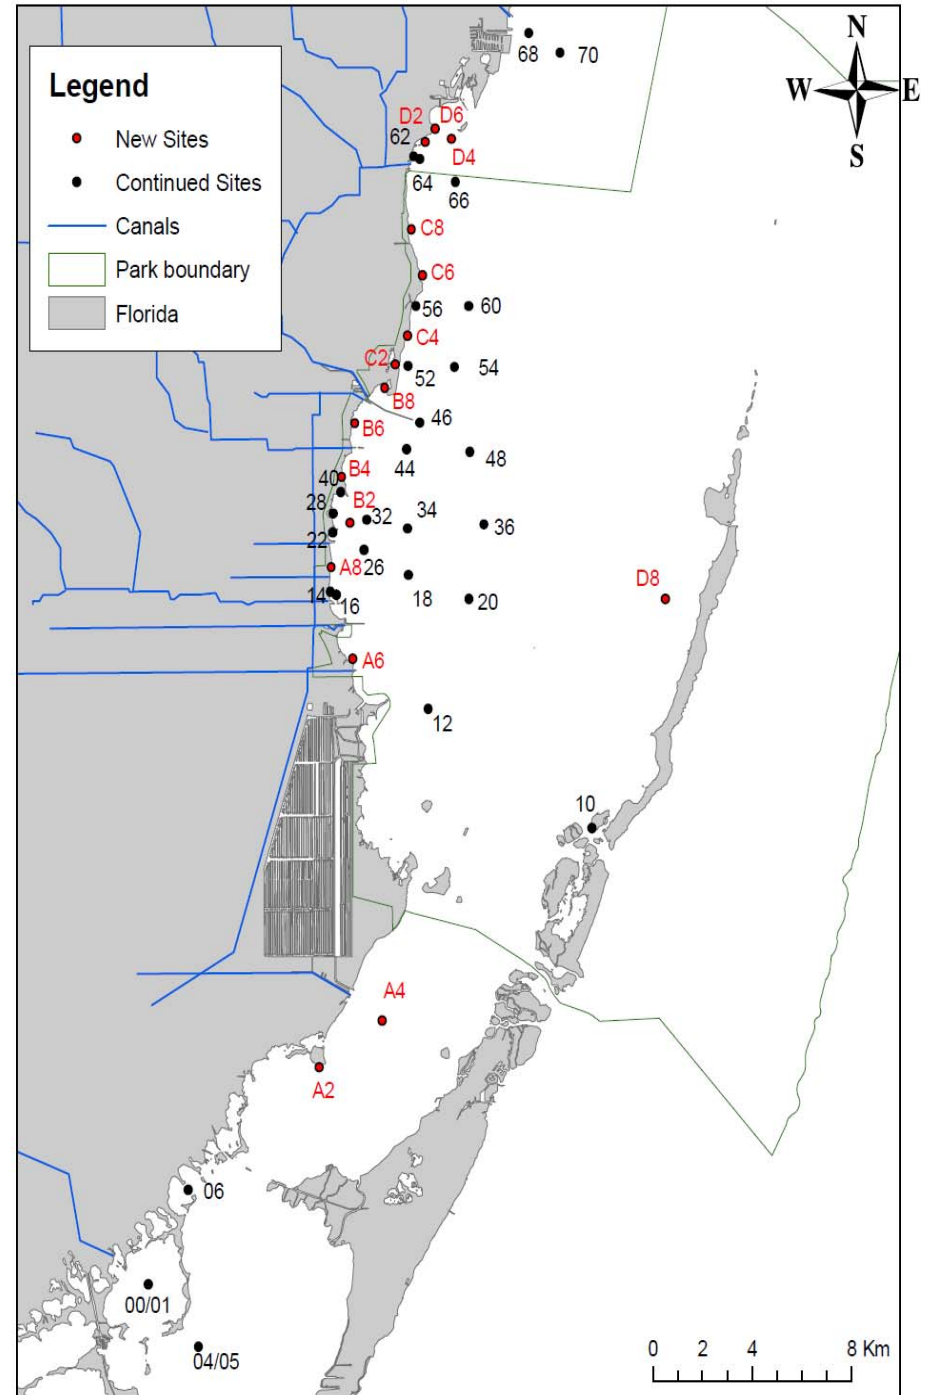 68
70
N
W
E
S
Legend
New Sites
Continued Sites
Canals
Park boundary
Florida
D2
D6
62
D4
64
66
C8
C6
56
60
C4
C2
52
54
B8
46
B6
44
48
B4
40
28
B2
32
34
36
22
26
A8
D8
14
16
18
20
A6
12
10
A4
A2
06
00/01
04/05
0 2 4 8 Km